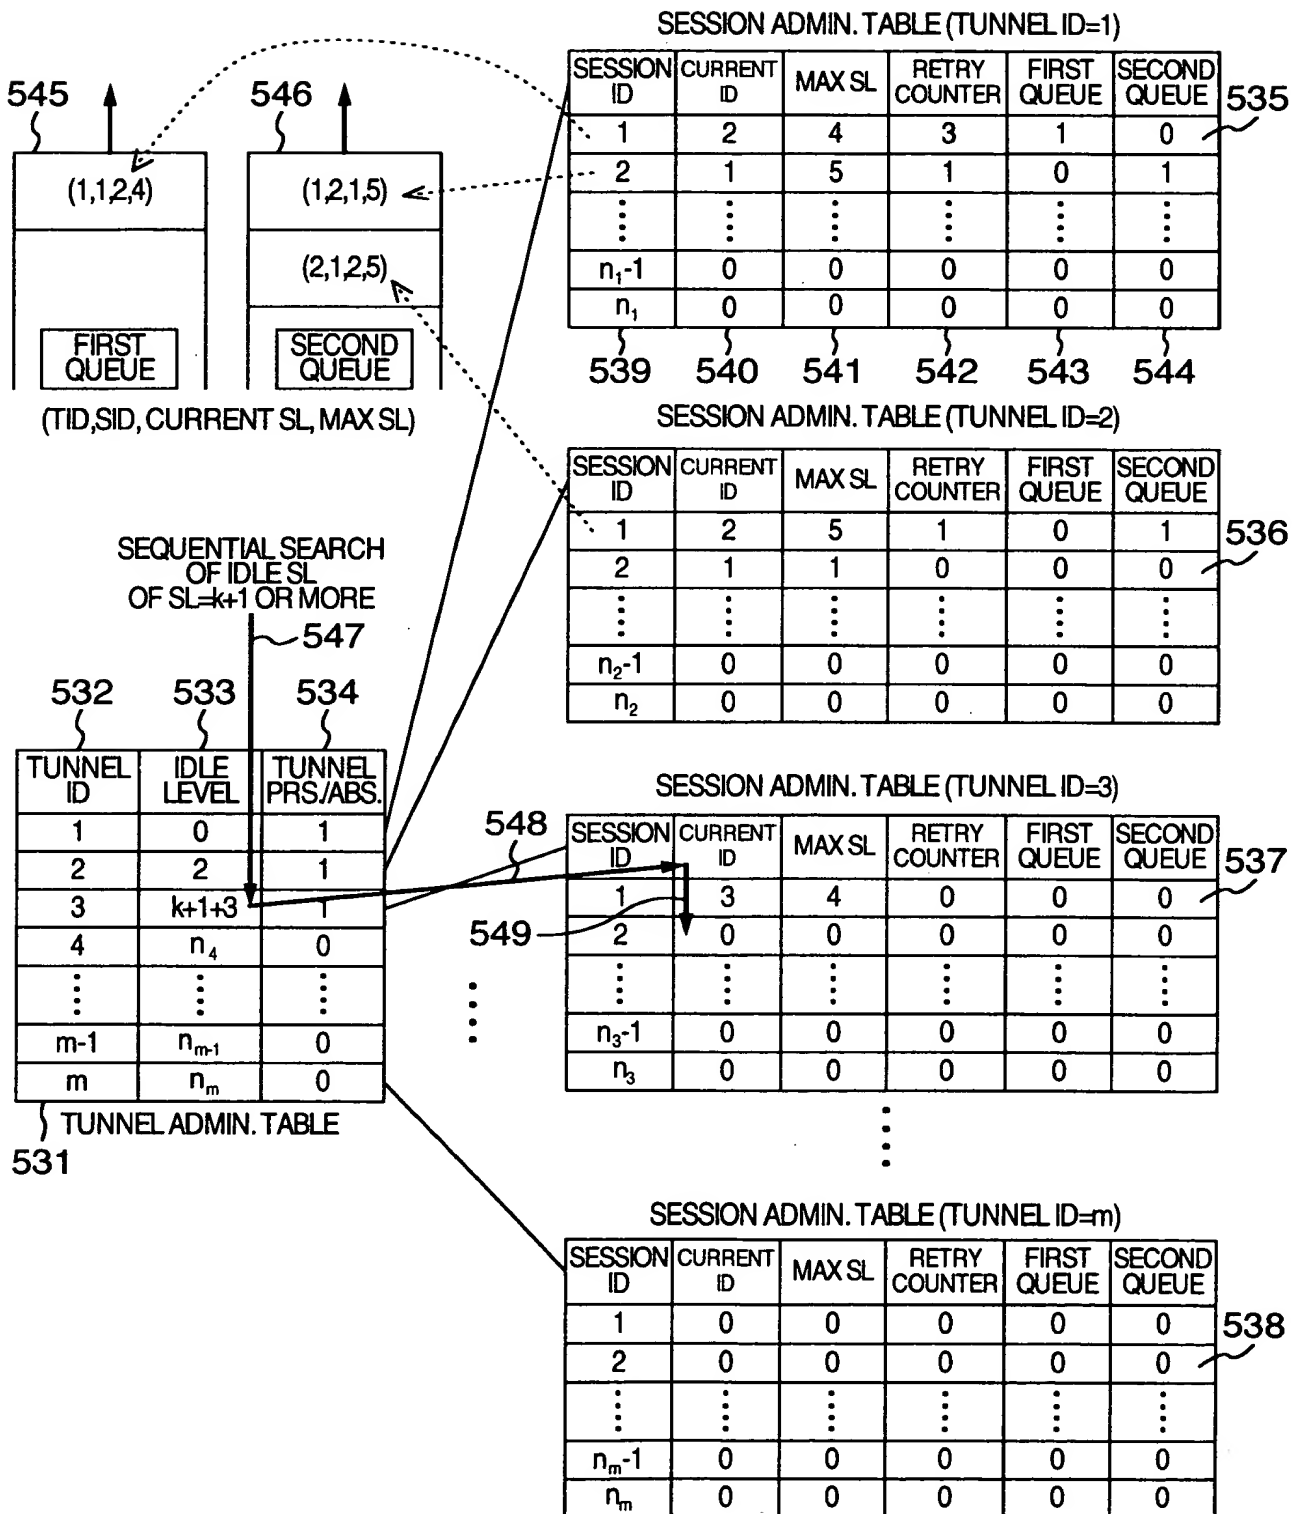 SESSION ADMIN. TABLE (TUNNEL ID=1)
SESSION ID CURRENT ID MAX SL RETRY COUNTER FIRST QUEUE SECOND QUEUE
535
1 2 4 3 1 0
2 1 5 1 0 1
n1-1 0 0 0 0 0
n1 0 0 0 0 0
539 540 541 542 543 544
545 546
(1,1,2,4) (1,2,1,5)
(2,1,2,5)
FIRST QUEUE SECOND QUEUE
(TID,SID, CURRENT SL, MAX SL)
SESSION ADMIN. TABLE (TUNNEL ID=2)
SESSION ID CURRENT ID MAX SL RETRY COUNTER FIRST QUEUE SECOND QUEUE
536
1 2 5 1 0 1
2 1 1 0 0 0
n2-1 0 0 0 0 0
n2 0 0 0 0 0
SEQUENTIAL SEARCH
OF IDLE SL
OF SL=k+1 OR MORE
547
532 533 534
TUNNEL ID IDLE LEVEL TUNNEL PRS./ABS.
1 0 1
2 2 1
3 k+1+3 1
4 n4 0
m-1 nm-1 0
m nm 0
TUNNEL ADMIN. TABLE
531
548
549
SESSION ADMIN. TABLE (TUNNEL ID=3)
SESSION ID CURRENT ID MAX SL RETRY COUNTER FIRST QUEUE SECOND QUEUE
537
1 3 4 0 0 0
2 0 0 0 0 0
n3-1 0 0 0 0 0
n3 0 0 0 0 0
SESSION ADMIN. TABLE (TUNNEL ID=m)
SESSION ID CURRENT ID MAX SL RETRY COUNTER FIRST QUEUE SECOND QUEUE
538
1 0 0 0 0 0
2 0 0 0 0 0
nm-1 0 0 0 0 0
nm 0 0 0 0 0